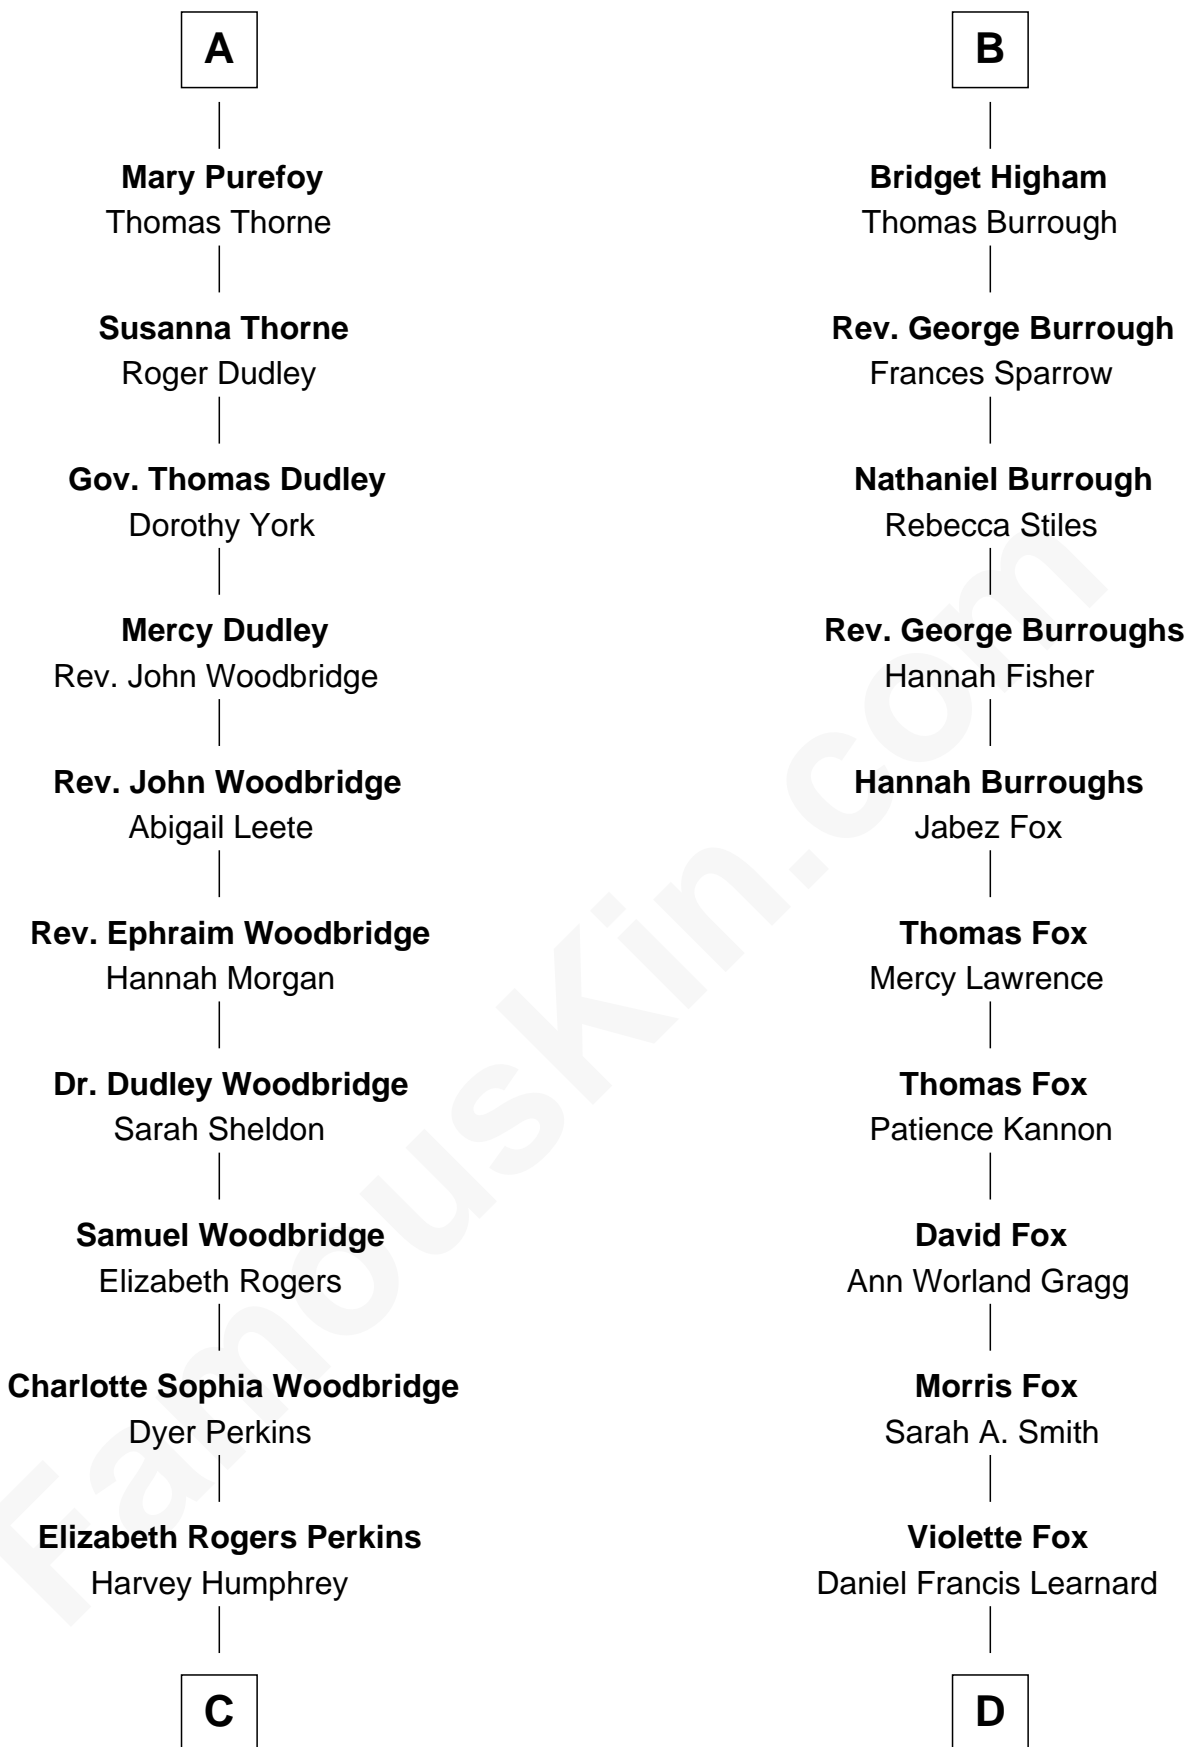 A
Mary Purefoy
Thomas Thorne
Susanna Thorne
Roger Dudley
Gov. Thomas Dudley
Dorothy York
Mercy Dudley
Rev. John Woodbridge
Rev. John Woodbridge
Abigail Leete
Rev. Ephraim Woodbridge
Hannah Morgan
Dr. Dudley Woodbridge
Sarah Sheldon
Samuel Woodbridge
Elizabeth Rogers
Charlotte Sophia Woodbridge
Dyer Perkins
Elizabeth Rogers Perkins
Harvey Humphrey
C
B
Bridget Higham
Thomas Burrough
Rev. George Burrough
Frances Sparrow
Nathaniel Burrough
Rebecca Stiles
Rev. George Burroughs
Hannah Fisher
Hannah Burroughs
Jabez Fox
Thomas Fox
Mercy Lawrence
Thomas Fox
Patience Kannon
David Fox
Ann Worland Gragg
Morris Fox
Sarah A. Smith
Violette Fox
Daniel Francis Learnard
D
FamousKin.com